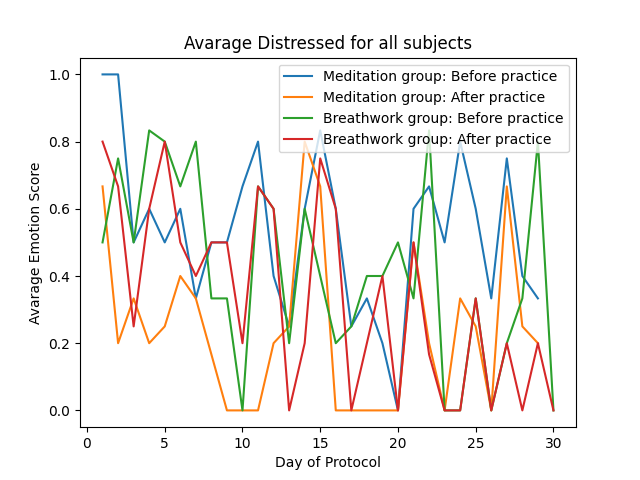 Avarage Distressed for all subjects
Meditation group: Before practice
Meditation group: After practice
Breathwork group: Before practice
Breathwork group: After practice
Avarage Emotion Score
1.0
0.8
0.6
0.4
0.2
0.0
0 5 10 15 20 25 30
Day of Protocol